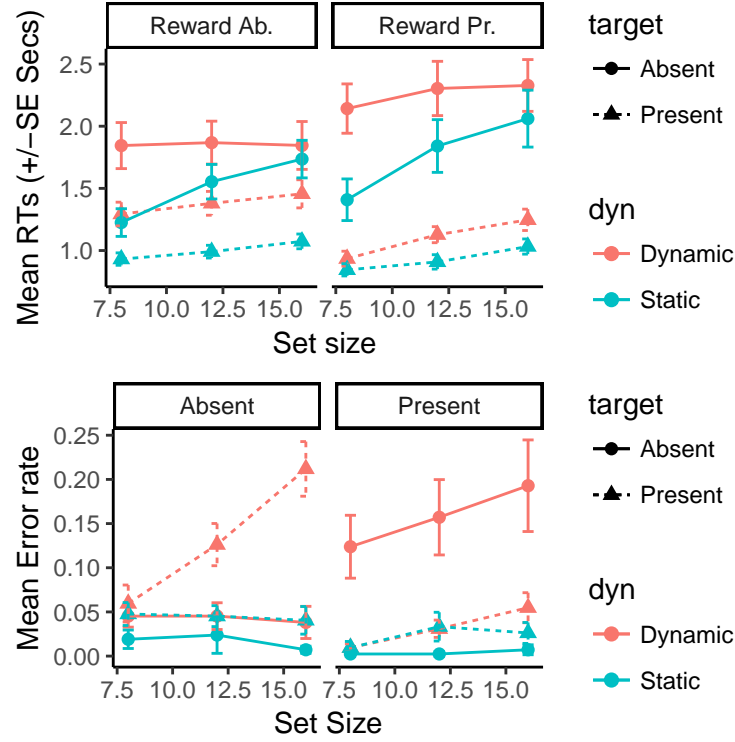 Reward Ab. Reward Pr.
Mean RTs (+/−SE Secs)
2.5
2.0
1.5
1.0
7.5 10.0 12.5 15.0 7.5 10.0 12.5 15.0
Set size
target
Absent
Present
dyn
Dynamic
Static
Absent Present
Mean Error rate
0.25
0.20
0.15
0.10
0.05
0.00
7.5 10.0 12.5 15.0 7.5 10.0 12.5 15.0
Set Size
target
Absent
Present
dyn
Dynamic
Static